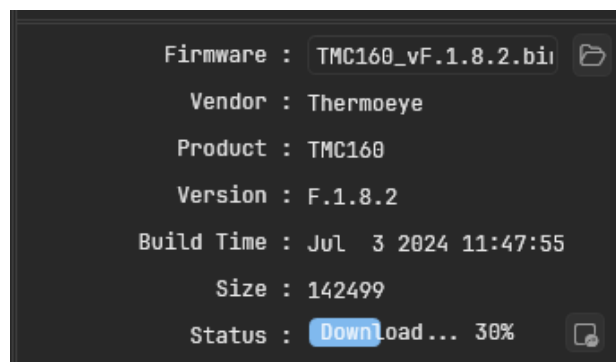 Firmware : TMC160_vF.1.8.2.bin
Vendor : Thermoeye
Product : TMC160
Version : F.1.8.2
Build Time : Jul  3 2024 11:47:55
Size : 142499
Status : Download... 30%